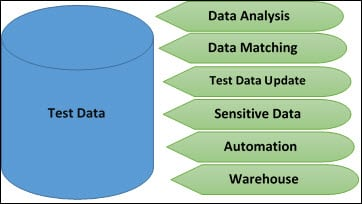 Data Analysis
Data Matching
Test Data Update
Test Data
Sensitive Data
Automation
Warehouse